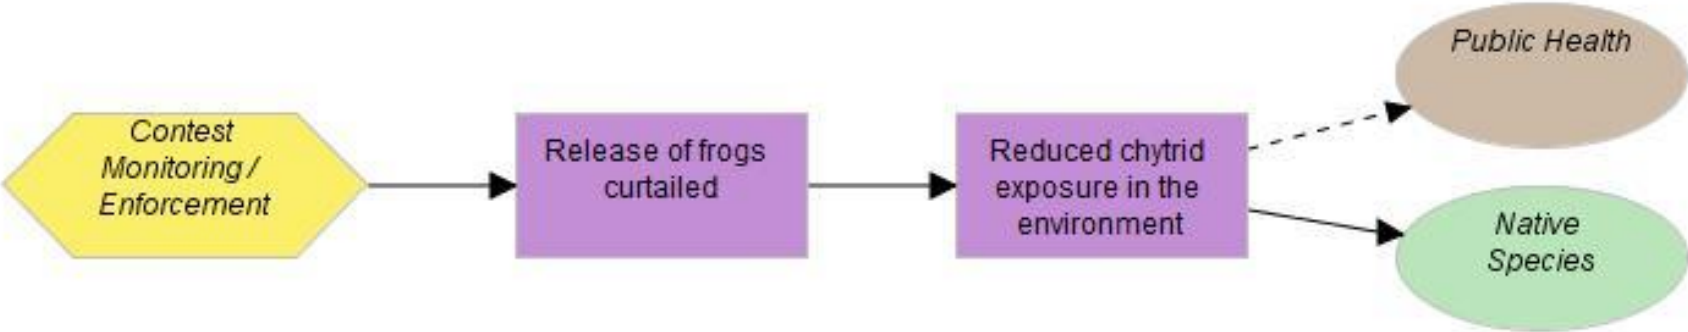 Contest
Monitoring /
Enforcement
Release of frogs
curtailed
Reduced chytrid
exposure in the
environment
Public Health
Native
Species